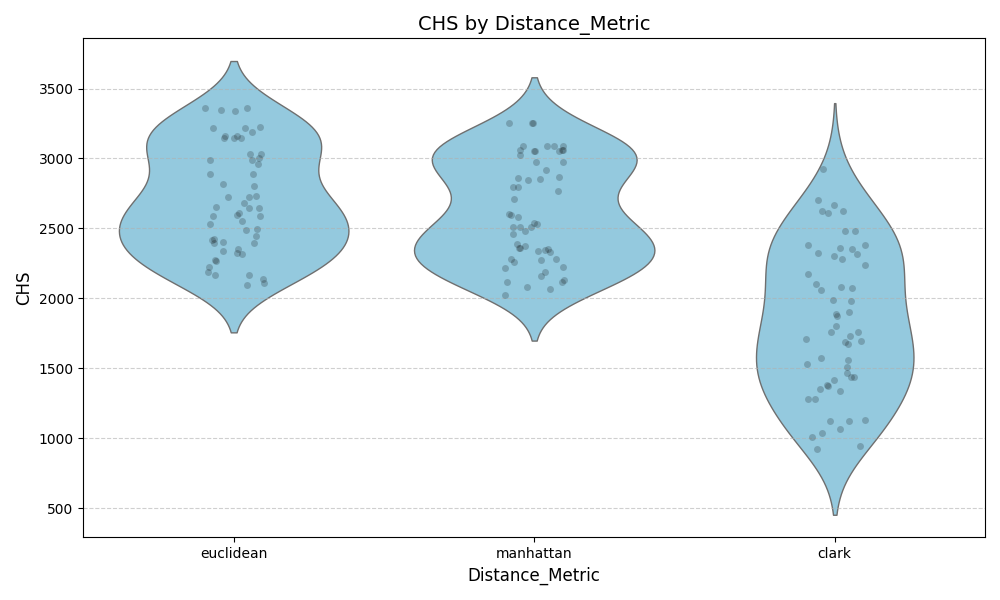 CHS by Distance_Metric
3500
3000
2500
2000
1500
1000
500
CHS
euclidean
manhattan
clark
Distance_Metric